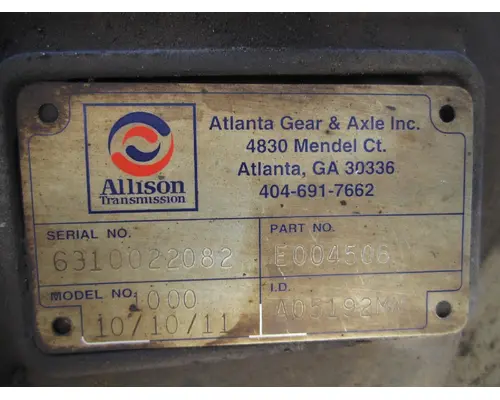 Allison
Transmission
Atlanta Gear & Axle Inc.
4830 Mendel Ct.
Atlanta, GA 30336
404-691-7662
SERIAL NO.
6310022082
PART NO.
E004506
MODEL NO.
1000
10/10/11
I.D.